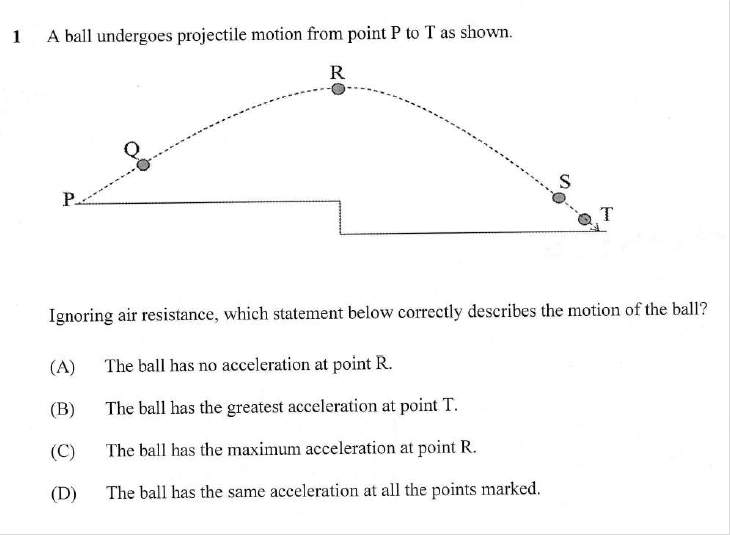 1 A ball undergoes projectile motion from point P to T as shown.
R
Q
P
S
T
Ignoring air resistance, which statement below correctly describes the motion of the ball?
(A) The ball has no acceleration at point R.
(B) The ball has the greatest acceleration at point T.
(C) The ball has the maximum acceleration at point R.
(D) The ball has the same acceleration at all the points marked.